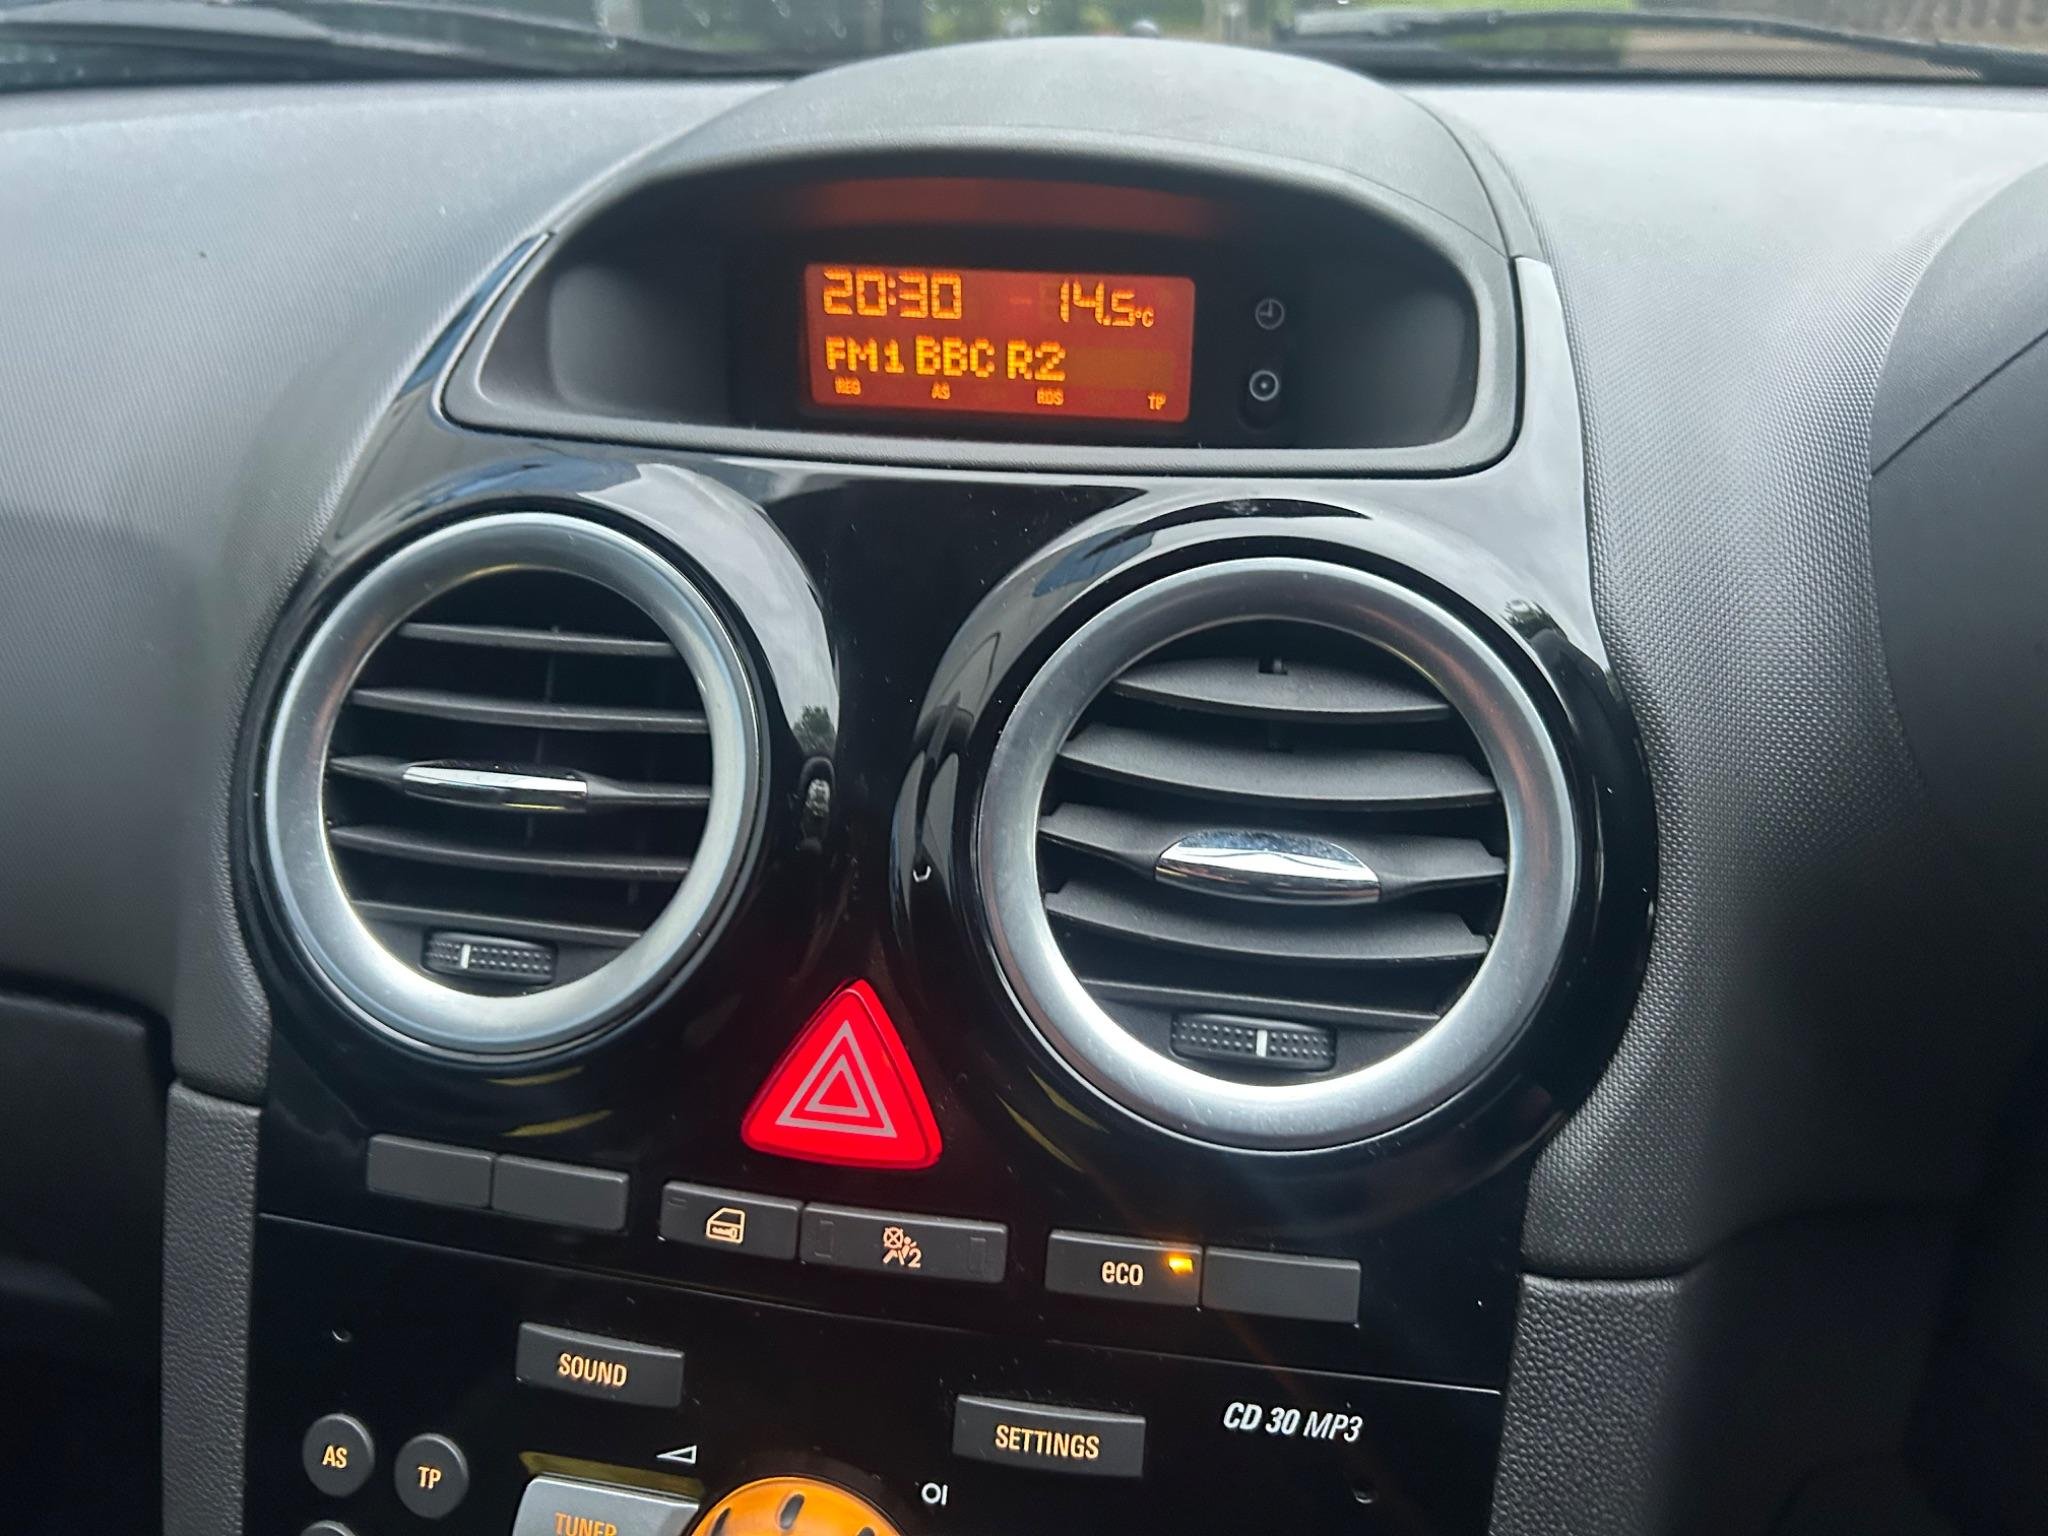 20:30 14.5°C
FM1 BBC R2
REG AS RDS TP
2
eco
SOUND
SETTINGS
CD 30 MP3
AS
TP
TUNER